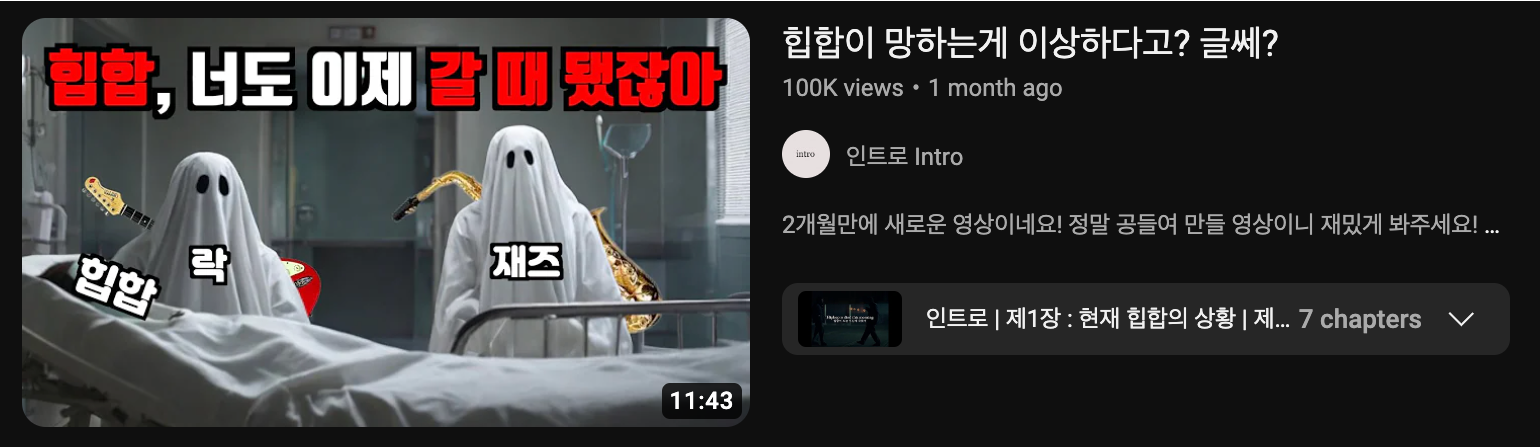 힙합, 너도 이제 갈 때 됐잖아
락
재즈
힙합
11:43
힙합이 망하는게 이상하다고? 글쎄?
100K views • 1 month ago
intro
인트로 Intro
2개월만에 새로운 영상이네요! 정말 공들여 만들 영상이니 재밌게 봐주세요! ...
인트로 | 제1장 : 현재 힙합의 상황 | 제... 7 chapters